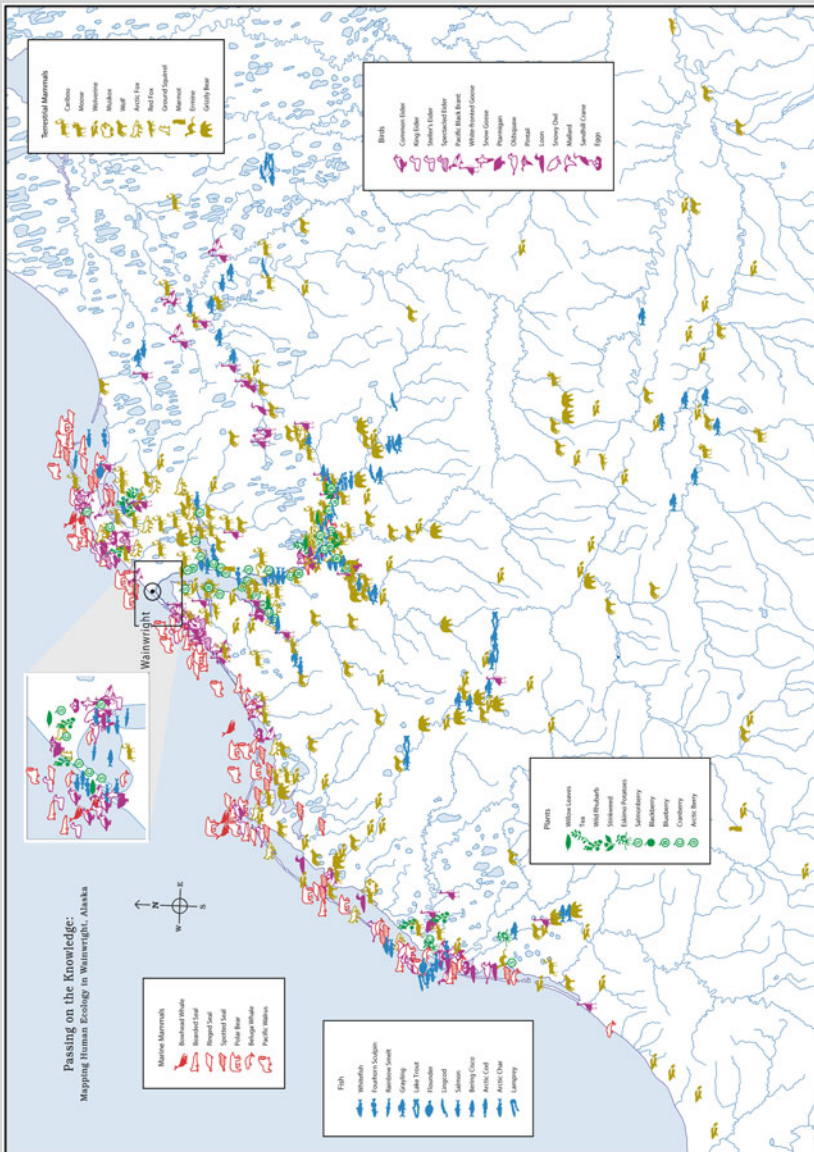 Passing on the Knowledge:
Mapping Human Ecology in Wainwright, Alaska
N
W
E
S
Wainwright
Terrestrial Mammals
Caribou
Moose
Wolverine
Muskox
Wolf
Arctic Fox
Red Fox
Ground Squirrel
Marmot
Ermine
Grizzly Bear
Birds
Common Eider
King Eider
Steller's Eider
Spectacled Eider
Pacific Black Brant
White-fronted Goose
Snow Goose
Ptarmigan
Oldsquaw
Pintail
Loon
Snowy Owl
Mallard
Sandhill Crane
Eggs
Marine Mammals
Bowhead Whale
Bearded Seal
Ringed Seal
Spotted Seal
Polar Bear
Beluga Whale
Pacific Walrus
Fish
Whitefish
Fourhorn Sculpin
Rainbow Smelt
Grayling
Lake Trout
Flounder
Lingcod
Salmon
Bering Cisco
Arctic Cod
Arctic Char
Lamprey
Plants
Willow Leaves
Tea
Wild Rhubarb
Stinkweed
Eskimo Potatoes
Salmonberry
Blackberry
Blueberry
Cranberry
Arctic Berry